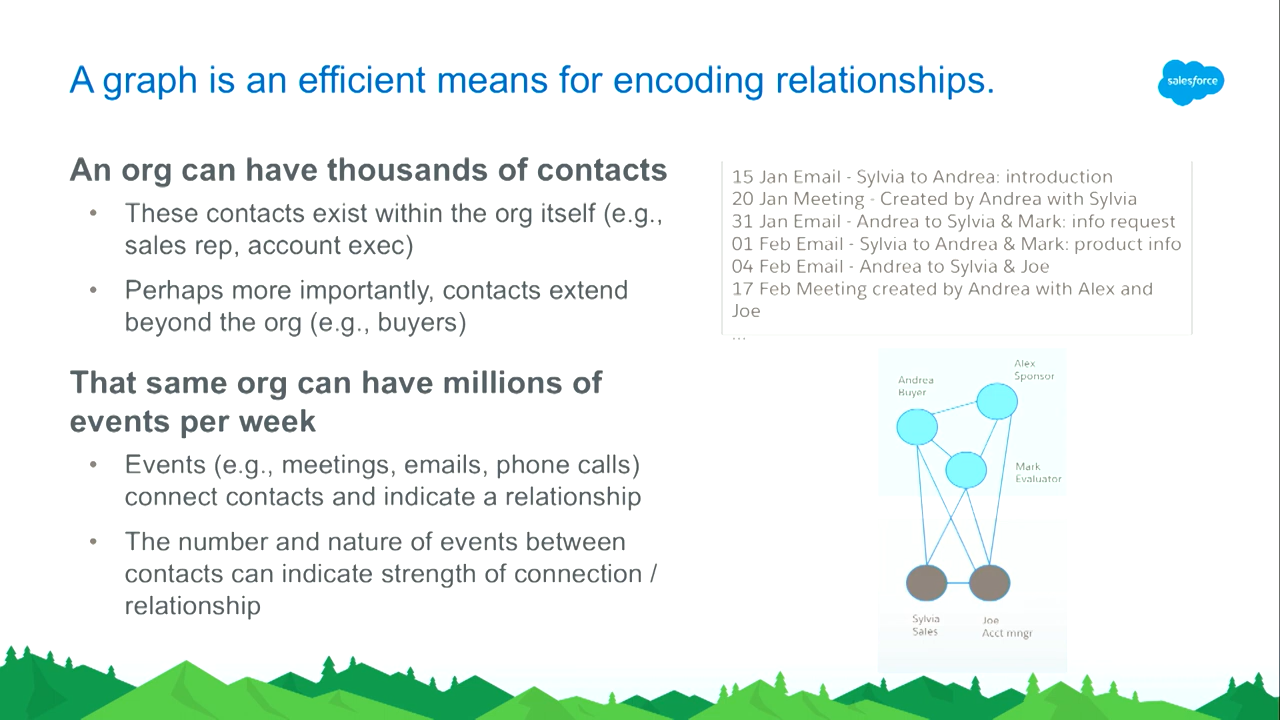 A graph is an efficient means for encoding relationships.
salesforce
An org can have thousands of contacts
• These contacts exist within the org itself (e.g.,
sales rep, account exec)
• Perhaps more importantly, contacts extend
beyond the org (e.g., buyers)
That same org can have millions of
events per week
• Events (e.g., meetings, emails, phone calls)
connect contacts and indicate a relationship
• The number and nature of events between
contacts can indicate strength of connection /
relationship
15 Jan Email - Sylvia to Andrea: introduction
20 Jan Meeting - Created by Andrea with Sylvia
31 Jan Email - Andrea to Sylvia & Mark: info request
01 Feb Email - Sylvia to Andrea & Mark: product info
04 Feb Email - Andrea to Sylvia & Joe
17 Feb Meeting created by Andrea with Alex and
Joe
...
Alex
Sponsor
Andrea
Buyer
Mark
Evaluator
Sylvia
Sales
Joe
Acct mngr